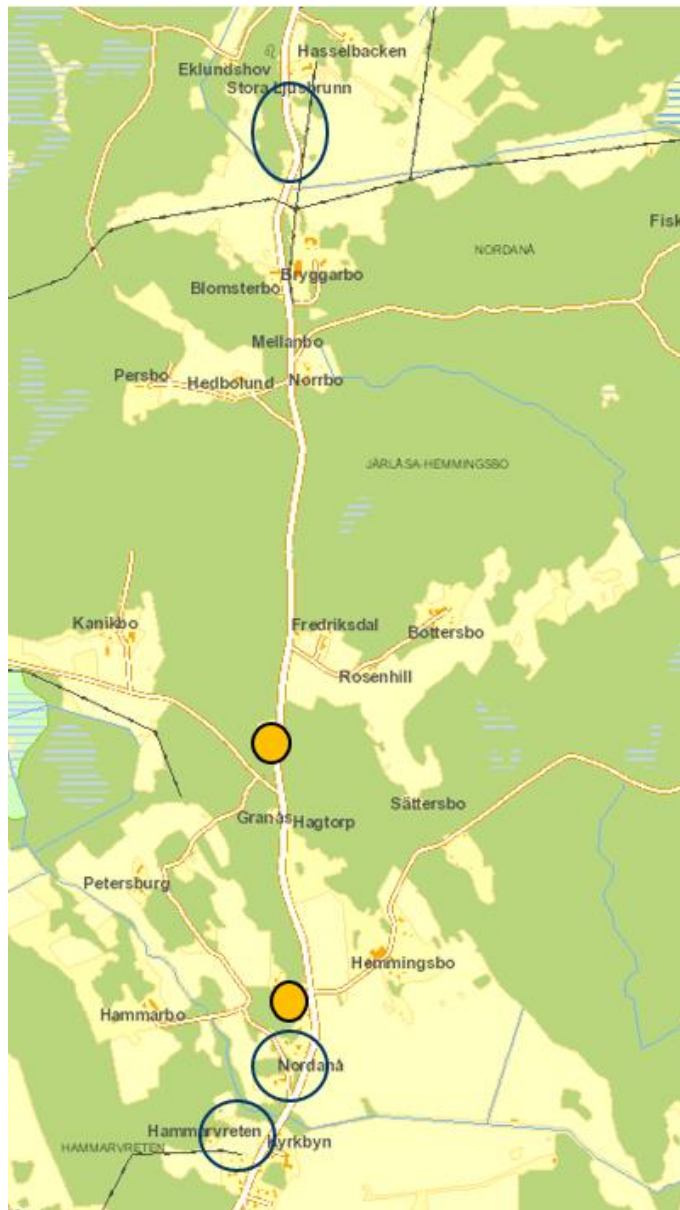 Hasselbacken
Eklundshov
Stora Ljusbrunn
Fisk
NORDANÅ
Bryggarbo
Blomsterbo
Mellanbo
Persbo
Hedbolund
Norrbo
JÄRLÅSA-HEMMINGSBO
Kanikbo
Fredriksdal
Bottersbo
Rosenhill
Sättersbo
Granås
Hagtorp
Petersburg
Hemmingsbo
Hammarbo
Nordanå
Hammarvreten
HAMMARVRETEN
Kyrkbyn